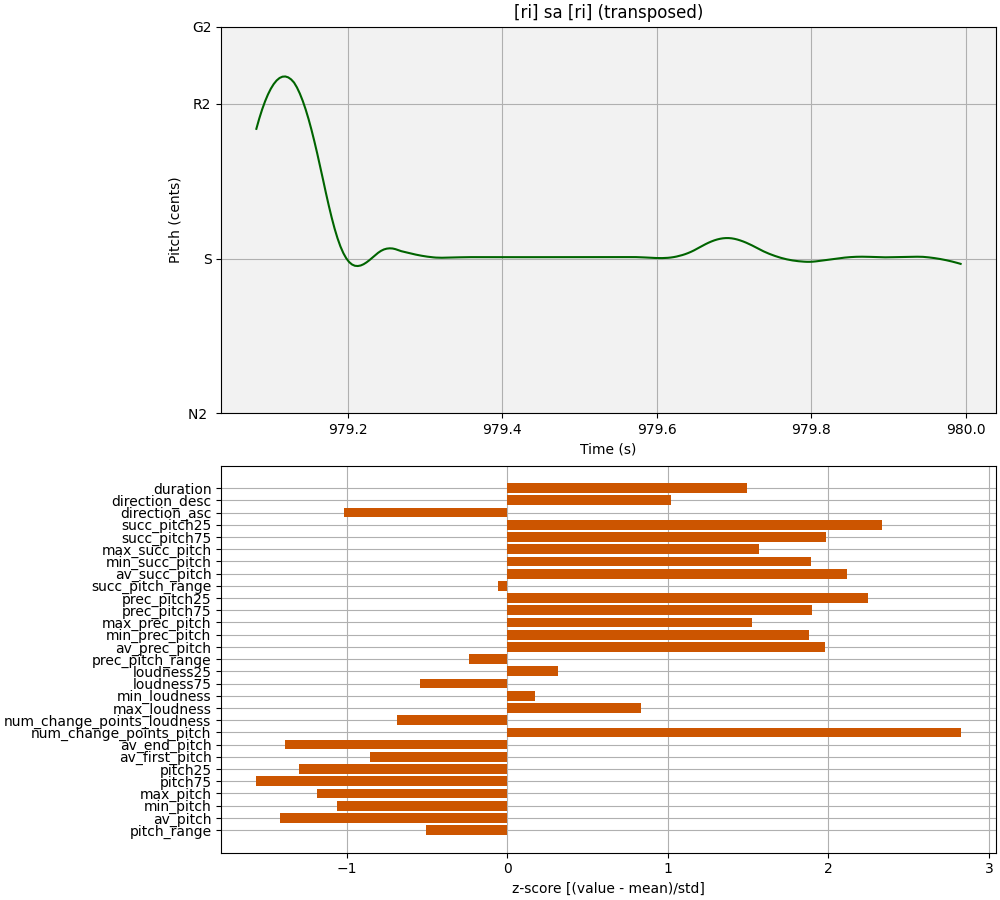 [ri] sa [ri] (transposed)
G2
R2
S
N2
Pitch (cents)
979.2 979.4 979.6 979.8 980.0
Time (s)
duration
direction_desc
direction_asc
succ_pitch25
succ_pitch75
max_succ_pitch
min_succ_pitch
av_succ_pitch
succ_pitch_range
prec_pitch25
prec_pitch75
max_prec_pitch
min_prec_pitch
av_prec_pitch
prec_pitch_range
loudness25
loudness75
min_loudness
max_loudness
num_change_points_loudness
num_change_points_pitch
av_end_pitch
av_first_pitch
pitch25
pitch75
max_pitch
min_pitch
av_pitch
pitch_range
−1 0 1 2 3
z-score [(value - mean)/std]